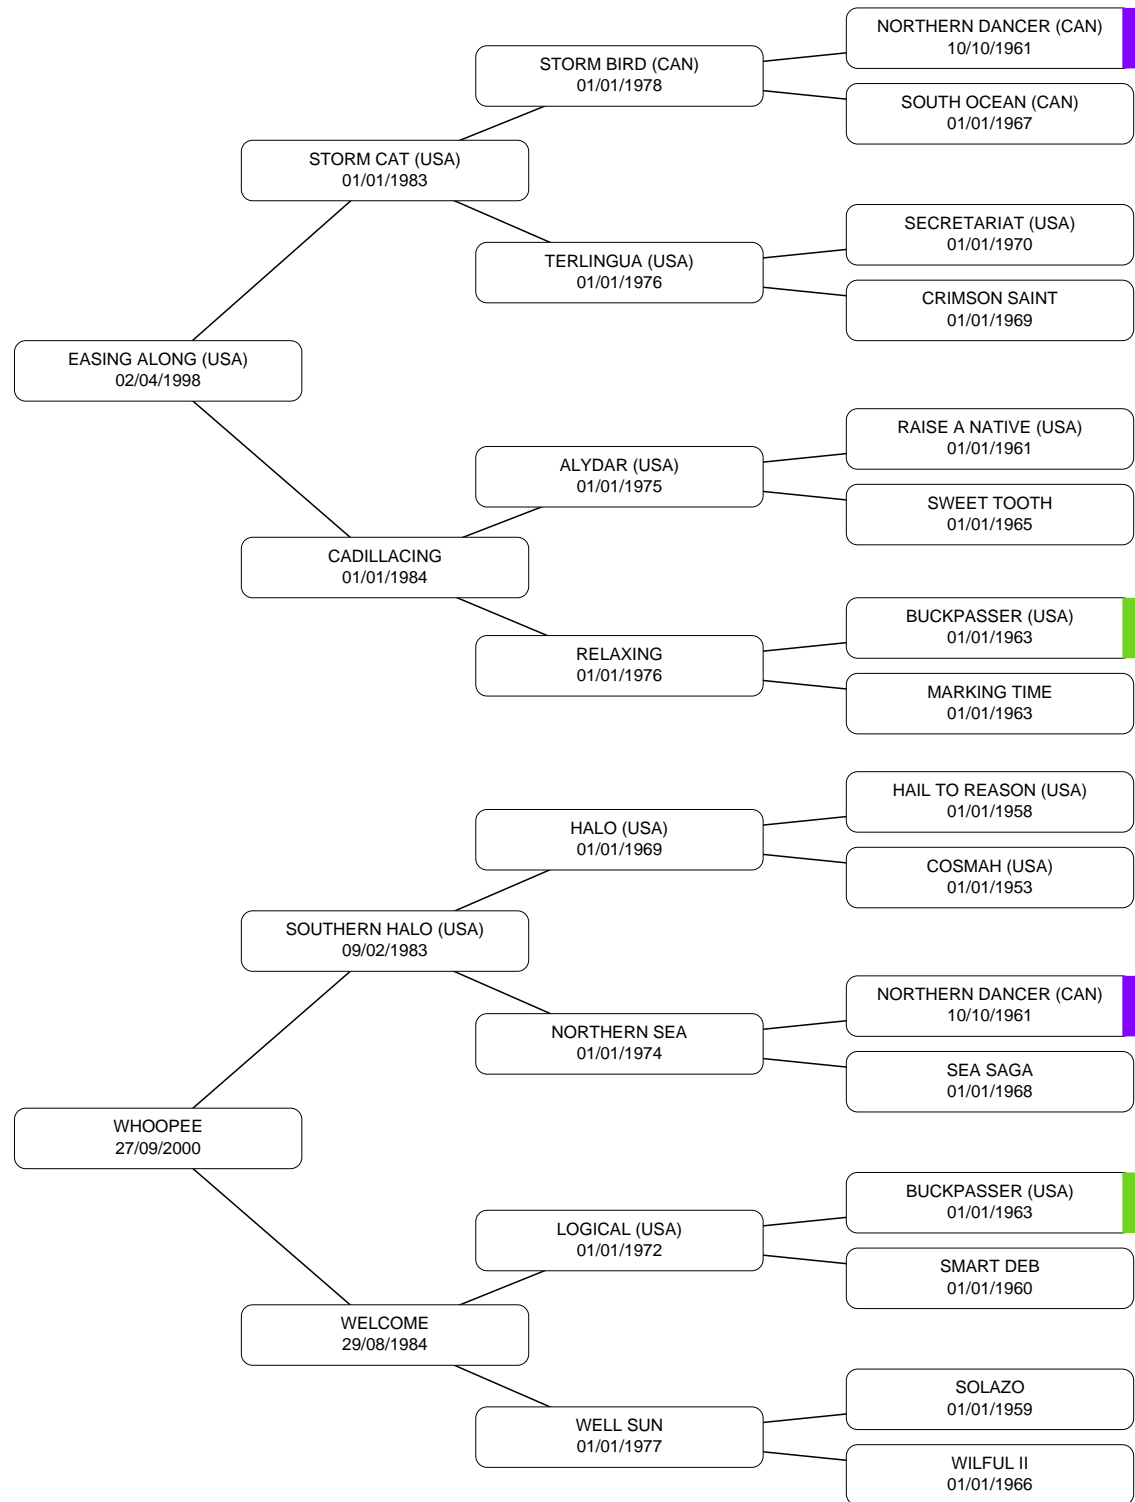 NORTHERN DANCER (CAN)
10/10/1961
STORM BIRD (CAN)
01/01/1978
SOUTH OCEAN (CAN)
01/01/1967
STORM CAT (USA)
01/01/1983
SECRETARIAT (USA)
01/01/1970
TERLINGUA (USA)
01/01/1976
CRIMSON SAINT
01/01/1969
EASING ALONG (USA)
02/04/1998
RAISE A NATIVE (USA)
01/01/1961
ALYDAR (USA)
01/01/1975
SWEET TOOTH
01/01/1965
CADILLACING
01/01/1984
BUCKPASSER (USA)
01/01/1963
RELAXING
01/01/1976
MARKING TIME
01/01/1963
HAIL TO REASON (USA)
01/01/1958
HALO (USA)
01/01/1969
COSMAH (USA)
01/01/1953
SOUTHERN HALO (USA)
09/02/1983
NORTHERN DANCER (CAN)
10/10/1961
NORTHERN SEA
01/01/1974
SEA SAGA
01/01/1968
WHOOPEE
27/09/2000
BUCKPASSER (USA)
01/01/1963
LOGICAL (USA)
01/01/1972
SMART DEB
01/01/1960
WELCOME
29/08/1984
SOLAZO
01/01/1959
WELL SUN
01/01/1977
WILFUL II
01/01/1966